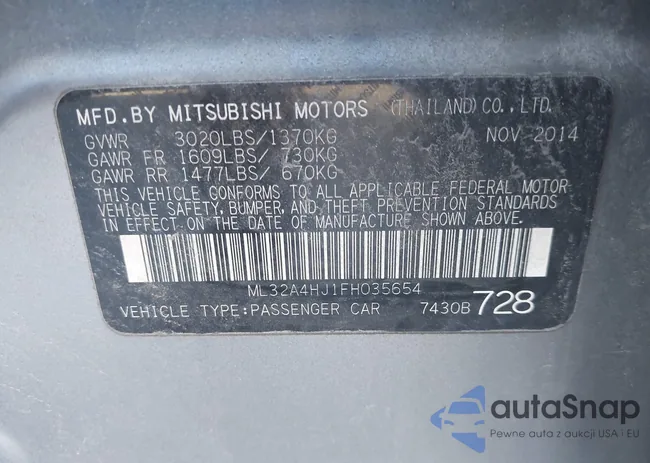 MFD.BY MITSUBISHI MOTORS (THAILAND) CO., LTD.
GVWR 3020LBS/1370KG NOV 2014
GAWR FR 1609LBS/ 730KG
GAWR RR 1477LBS/ 670KG
THIS VEHICLE CONFORMS TO ALL APPLICABLE FEDERAL MOTOR
VEHICLE SAFETY, BUMPER, AND THEFT PREVENTION STANDARDS
IN EFFECT ON THE DATE OF MANUFACTURE SHOWN ABOVE.
ML32A4HJ1FH035654
VEHICLE TYPE:PASSENGER CAR 7430B 728
autaSnap
Pewne auta z aukcji USA i EU